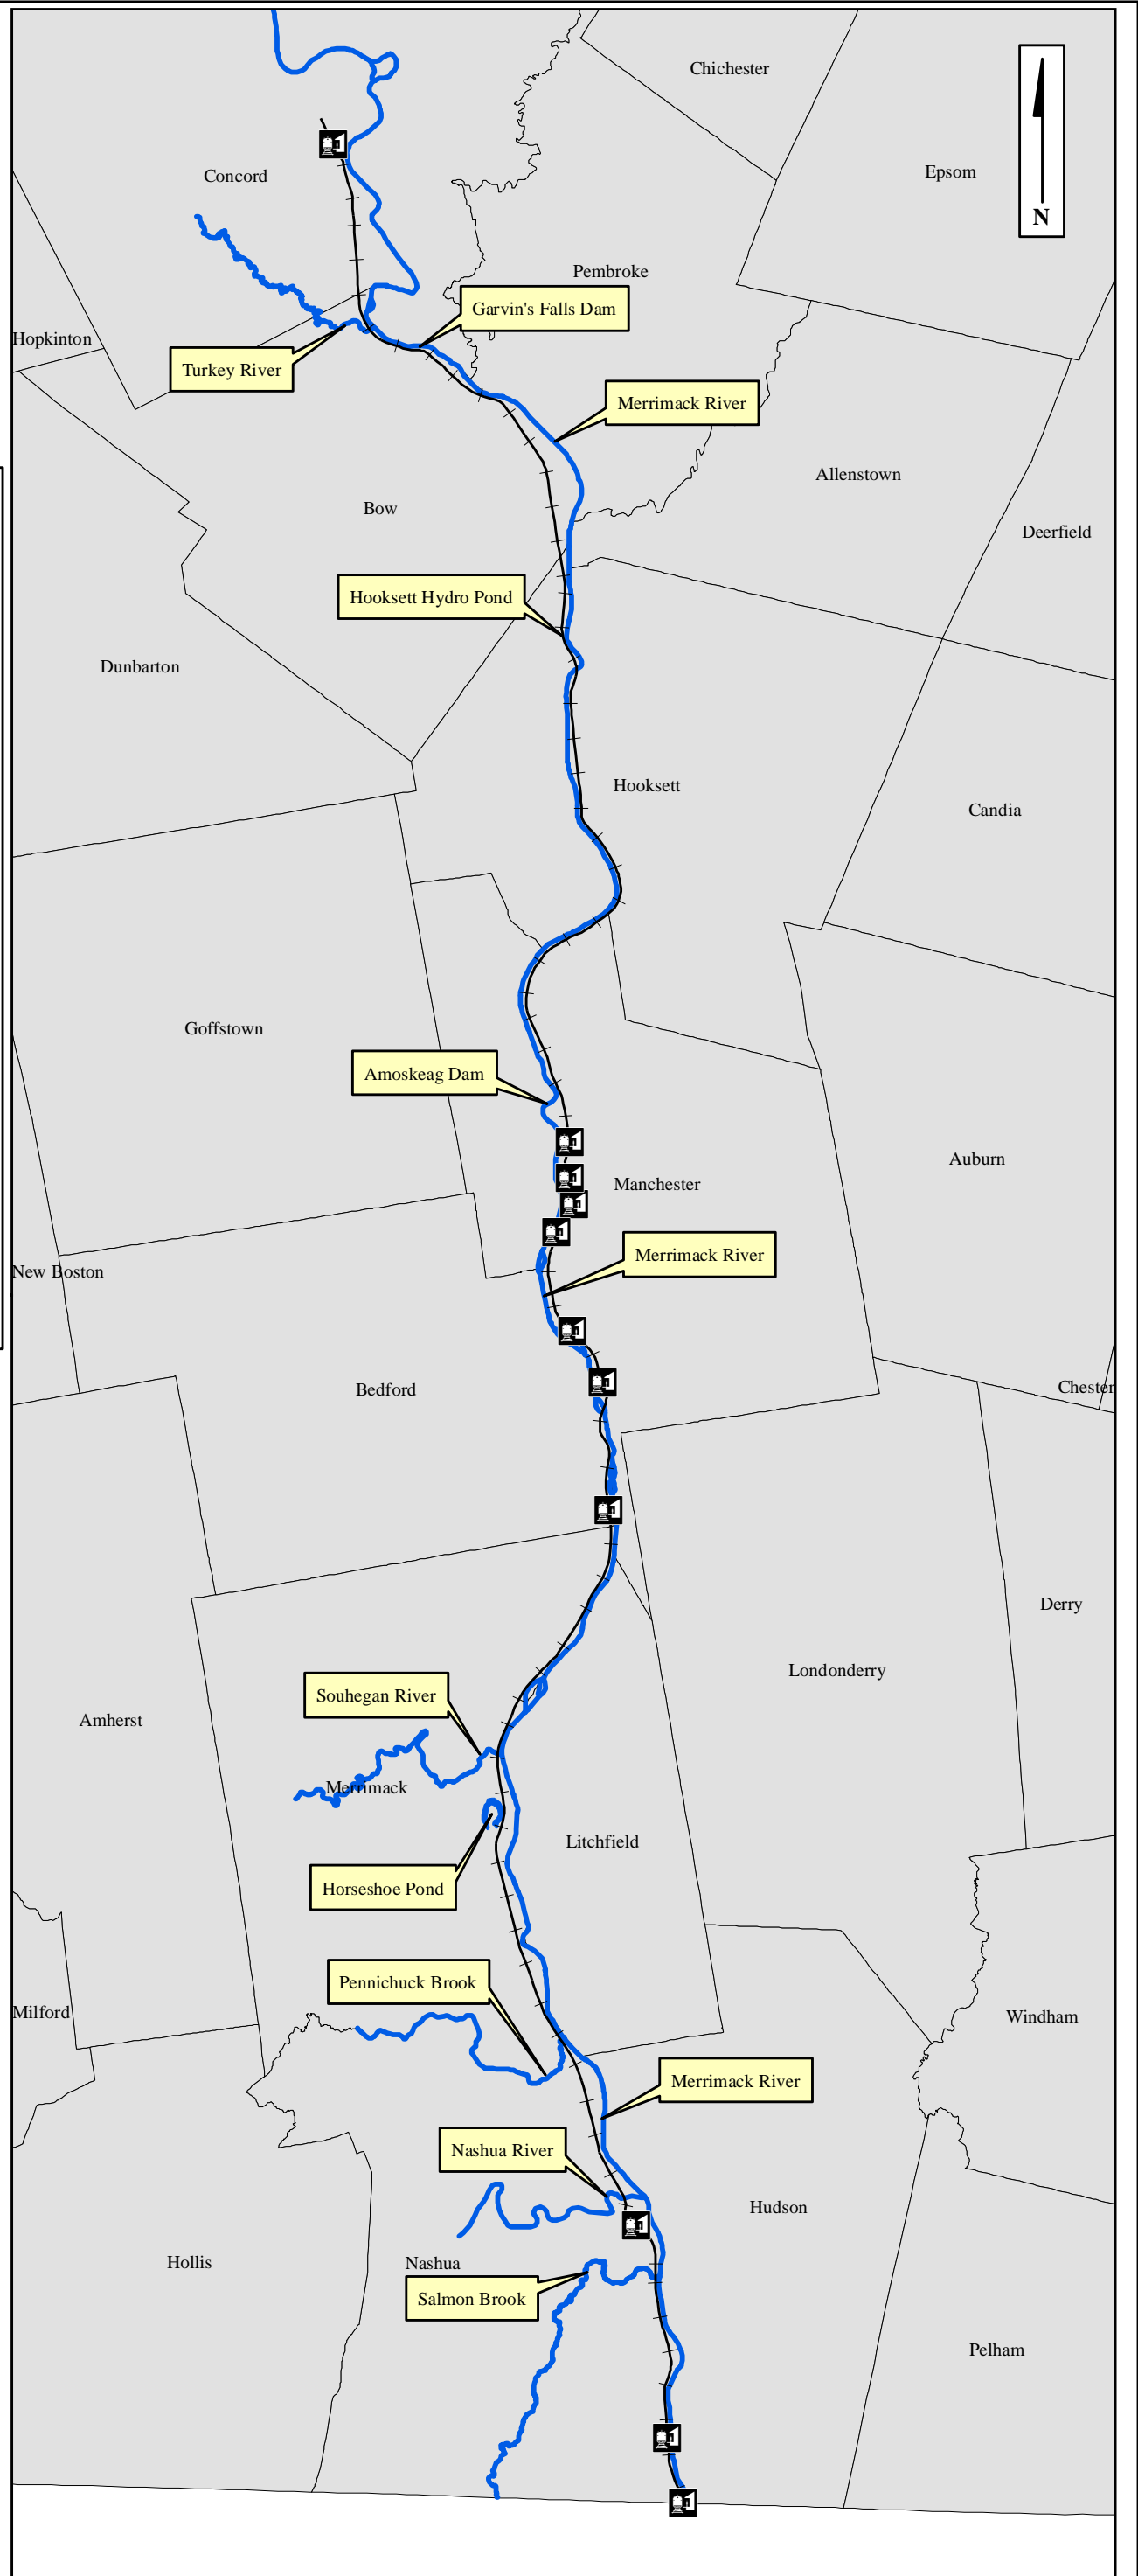 Chichester
Epsom
Concord
N
Pembroke
Garvin's Falls Dam
Hopkinton
Turkey River
Merrimack River
Allenstown
Bow
Deerfield
Hooksett Hydro Pond
Dunbarton
Hooksett
Candia
Goffstown
Amoskeag Dam
Auburn
Manchester
Merrimack River
New Boston
Bedford
Chester
Derry
Londonderry
Souhegan River
Amherst
Merrimack
Litchfield
Horseshoe Pond
Pennichuck Brook
Milford
Windham
Merrimack River
Nashua River
Hudson
Hollis
Nashua
Salmon Brook
Pelham